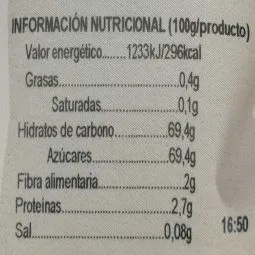 INFORMACIÓN NUTRICIONAL (100g/producto)
Valor energético........1233kJ/296kcal
Grasas..............................0,4g
Saturadas.........................0,1g
Hidratos de carbono.............69,4g
Azúcares.........................69,4g
Fibra alimentaria....................2g
Proteínas...........................2,7g
Sal................................0,08g 16:50